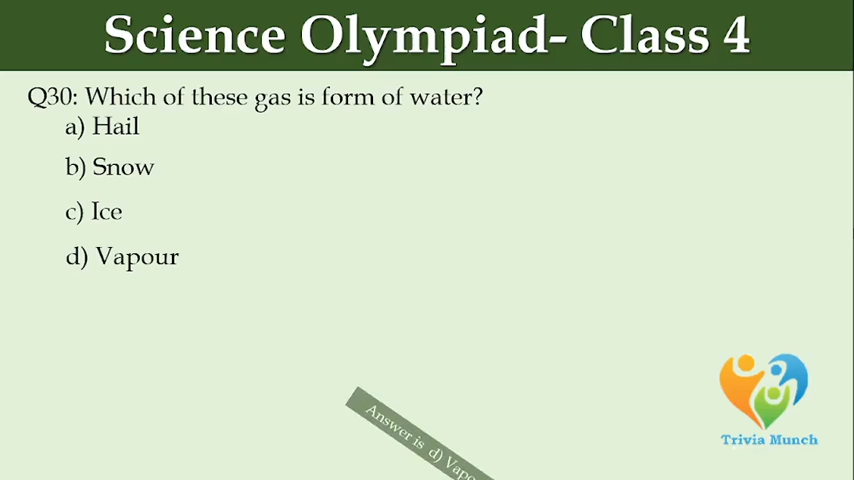 Science Olympiad- Class 4
Q30: Which of these gas is form of water?
a) Hail
b) Snow
c) Ice
d) Vapour
Answer is d) Vapo
Trivia Munch